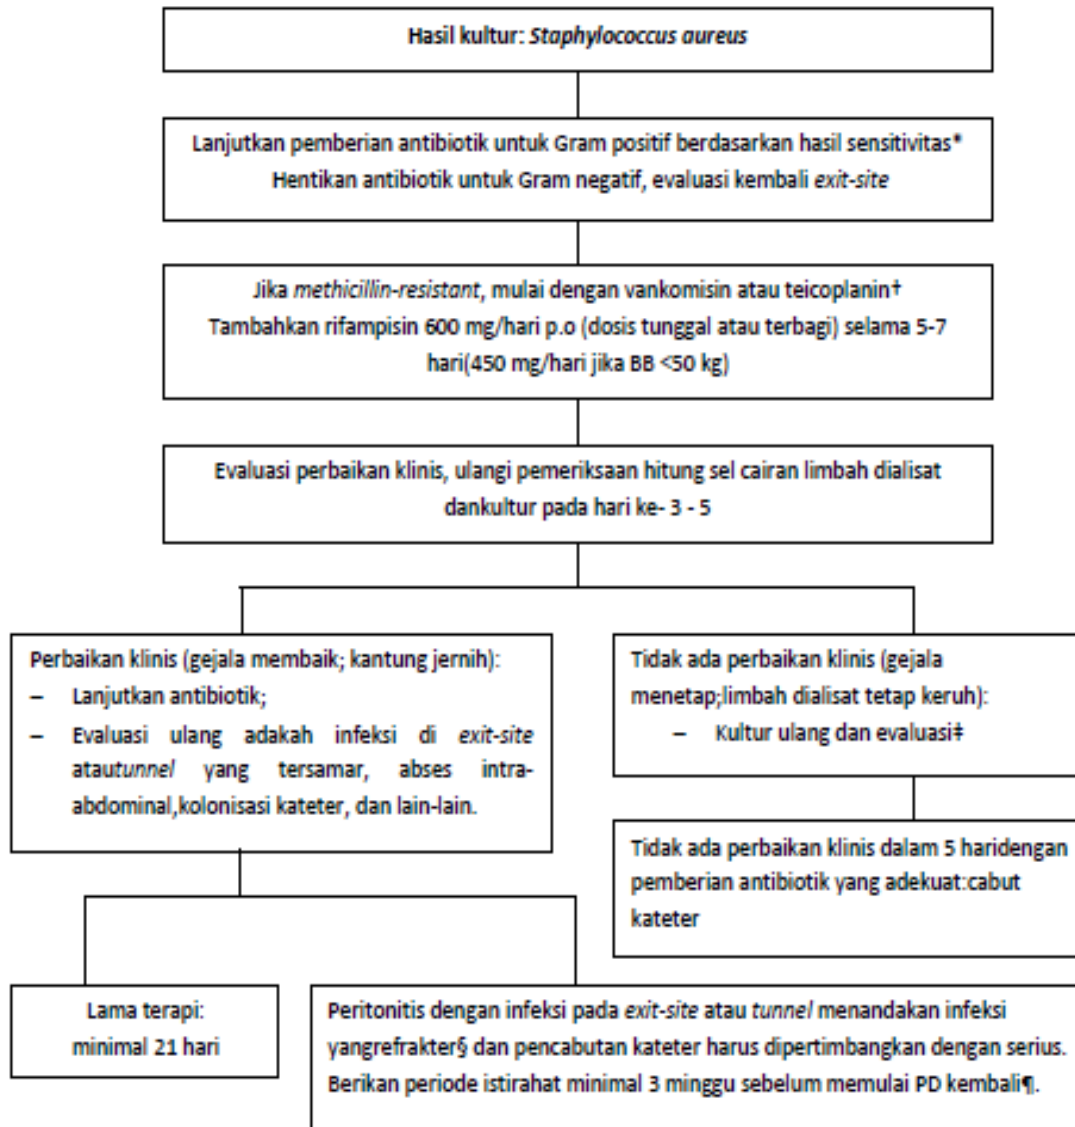 Hasil kultur: Staphylococcus aureus
Lanjutkan pemberian antibiotik untuk Gram positif berdasarkan hasil sensitivitas*
Hentikan antibiotik untuk Gram negatif, evaluasi kembali exit-site
Jika methicillin-resistant, mulai dengan vankomisin atau teicoplanin†
Tambahkan rifampisin 600 mg/hari p.o (dosis tunggal atau terbagi) selama 5-7
hari(450 mg/hari jika BB <50 kg)
Evaluasi perbaikan klinis, ulangi pemeriksaan hitung sel cairan limbah dialisat
dankultur pada hari ke- 3 - 5
Perbaikan klinis (gejala membaik; kantung jernih):
– Lanjutkan antibiotik;
– Evaluasi ulang adakah infeksi di exit-site
atautunnel yang tersamar, abses intra-
abdominal,kolonisasi kateter, dan lain-lain.
Tidak ada perbaikan klinis (gejala
menetap;limbah dialisat tetap keruh):
– Kultur ulang dan evaluasi‡
Tidak ada perbaikan klinis dalam 5 haridengan
pemberian antibiotik yang adekuat:cabut
kateter
Lama terapi:
minimal 21 hari
Peritonitis dengan infeksi pada exit-site atau tunnel menandakan infeksi
yangrefrakter§ dan pencabutan kateter harus dipertimbangkan dengan serius.
Berikan periode istirahat minimal 3 minggu sebelum memulai PD kembali¶.